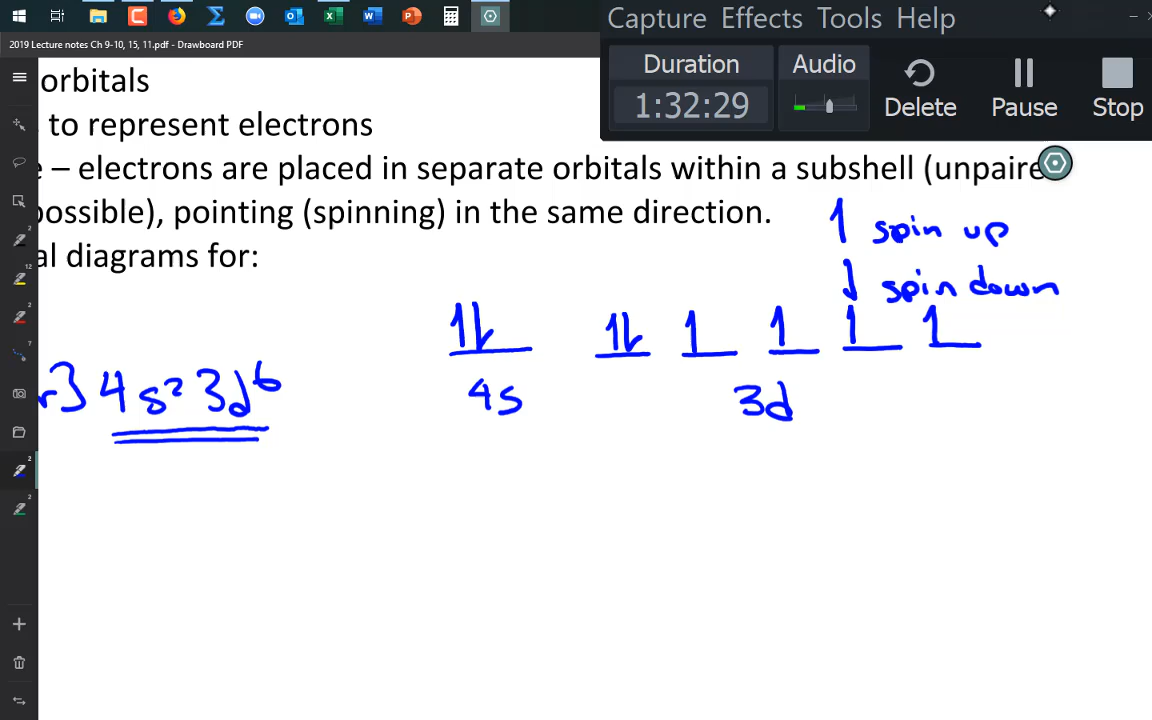 Capture Effects Tools Help
2019 Lecture notes Ch 9-10, 15, 11.pdf - Drawboard PDF
Duration
Audio
1:32:29
Delete
Pause
Stop
orbitals
to represent electrons
e – electrons are placed in separate orbitals within a subshell (unpaire
possible), pointing (spinning) in the same direction.
al diagrams for:
↿ spin up
⇂ spin down
↿⇂ ↿⇂ ↿ ↿ ↿ ↿
r] 4s² 3d⁶
4s 3d